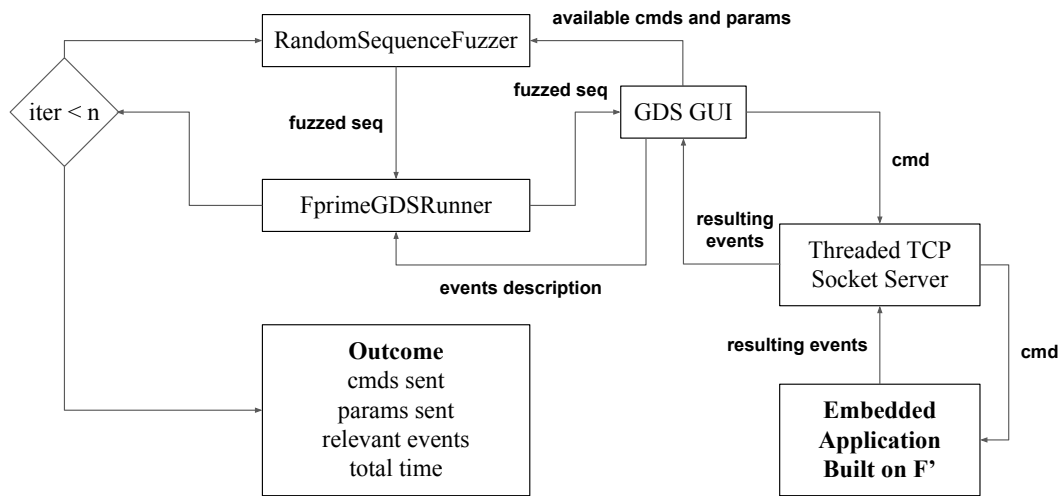 available cmds and params
RandomSequenceFuzzer
iter < n
fuzzed seq
GDS GUI
fuzzed seq
cmd
FprimeGDSRunner
resulting
events
Threaded TCP
Socket Server
events description
resulting events
cmd
Outcome
cmds sent
params sent
relevant events
total time
Embedded
Application
Built on F’